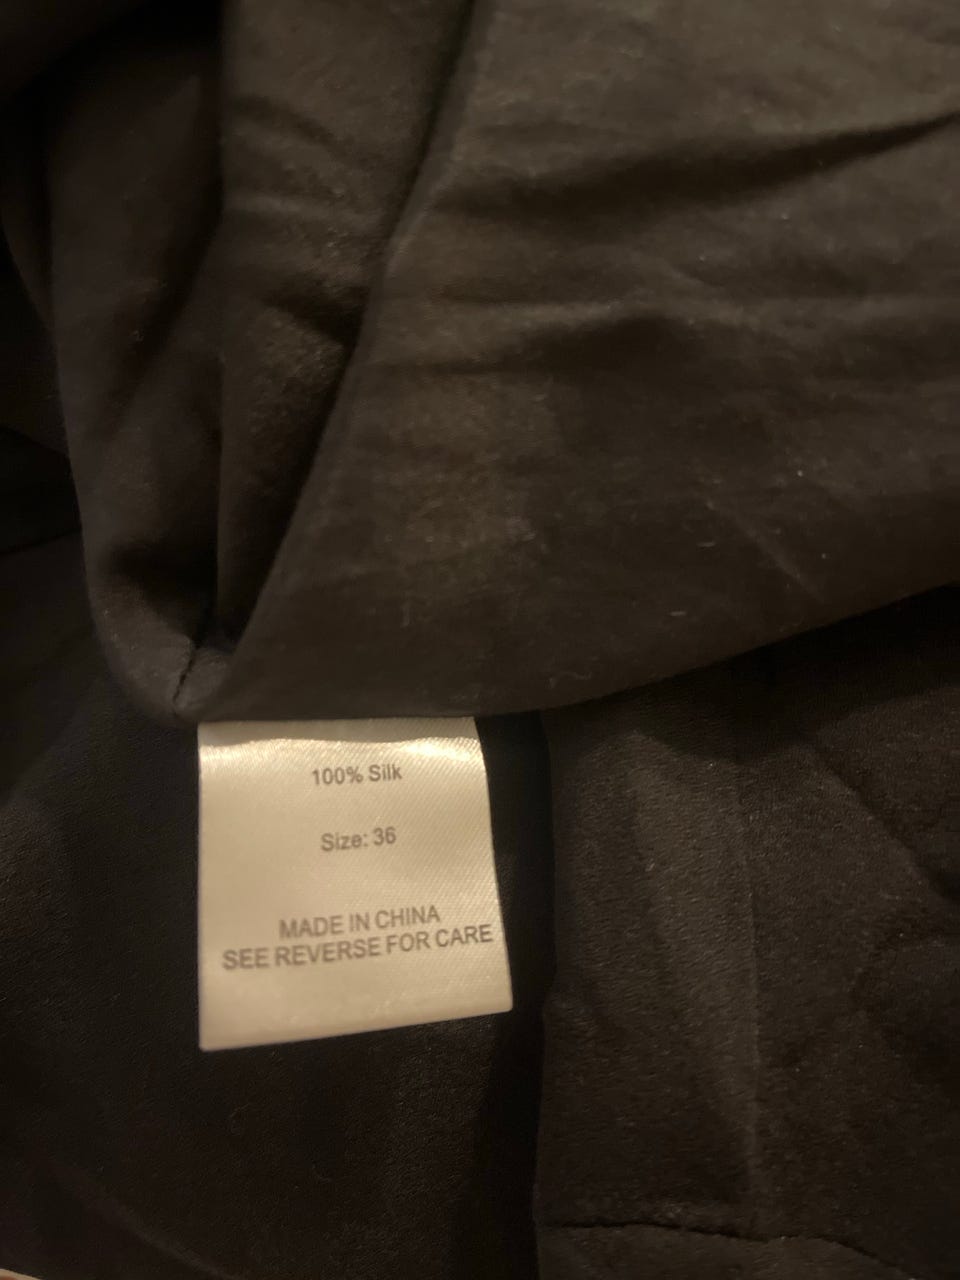 100% Silk
Size: 36
MADE IN CHINA
SEE REVERSE FOR CARE